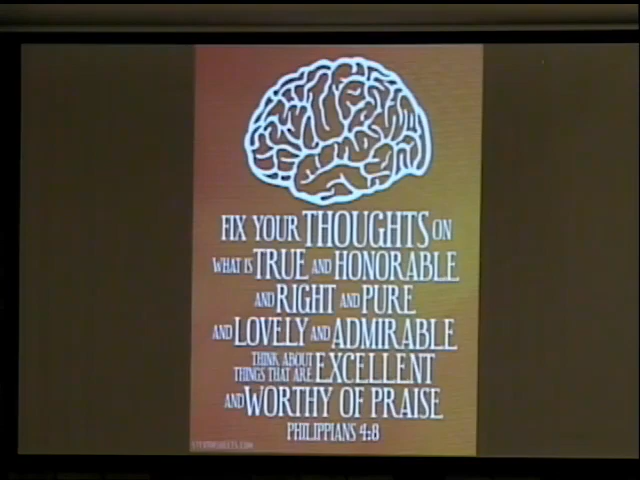 FIX YOUR THOUGHTS ON
WHAT IS TRUE AND HONORABLE
AND RIGHT AND PURE
AND LOVELY AND ADMIRABLE
THINK ABOUT
THINGS THAT ARE EXCELLENT
AND WORTHY OF PRAISE
PHILIPPIANS 4:8